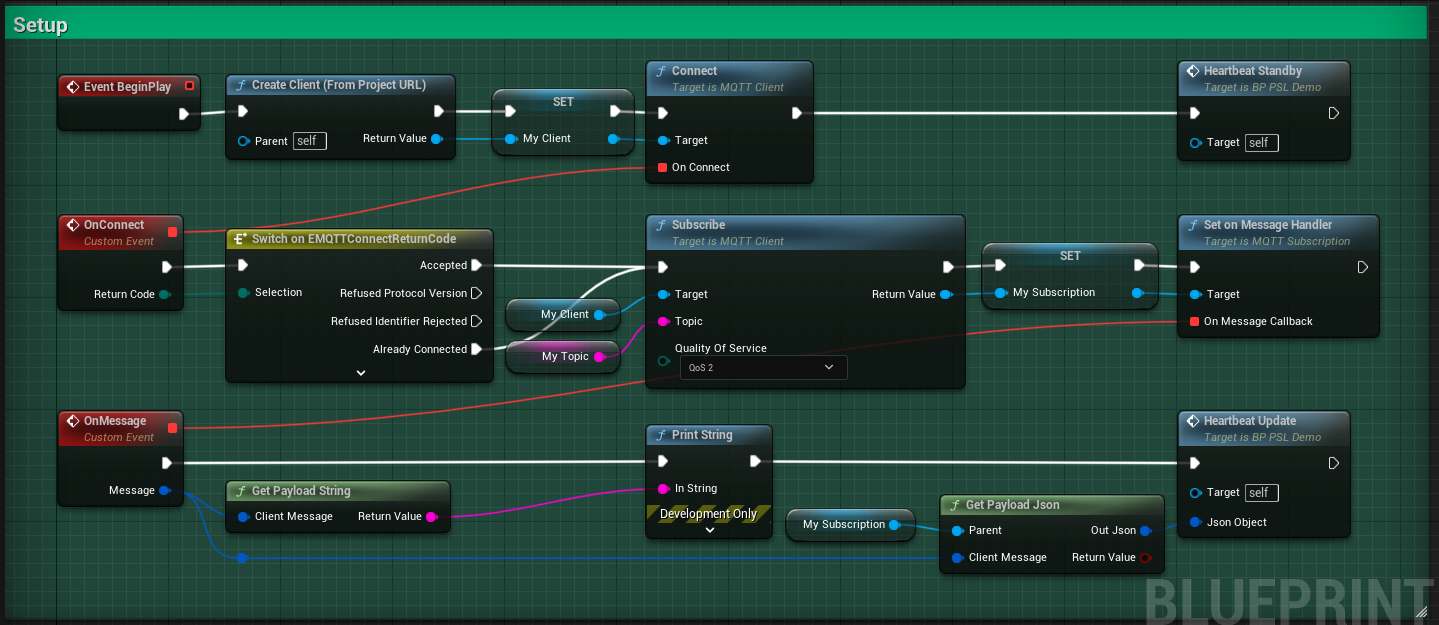 Setup
Event BeginPlay
Create Client (From Project URL)
Parent self
Return Value
SET
My Client
Connect
Target is MQTT Client
Target
On Connect
Heartbeat Standby
Target is BP PSL Demo
Target self
OnConnect
Custom Event
Return Code
Switch on EMQTTConnectReturnCode
Accepted
Selection
Refused Protocol Version
Refused Identifier Rejected
Already Connected
My Client
My Topic
Subscribe
Target is MQTT Client
Target
Return Value
Topic
Quality Of Service
QoS 2
SET
My Subscription
Set on Message Handler
Target is MQTT Subscription
Target
On Message Callback
OnMessage
Custom Event
Message
Get Payload String
Client Message
Return Value
Print String
In String
Development Only
My Subscription
Get Payload Json
Parent
Out Json
Client Message
Return Value
Heartbeat Update
Target is BP PSL Demo
Target self
Json Object
BLUEPRINT